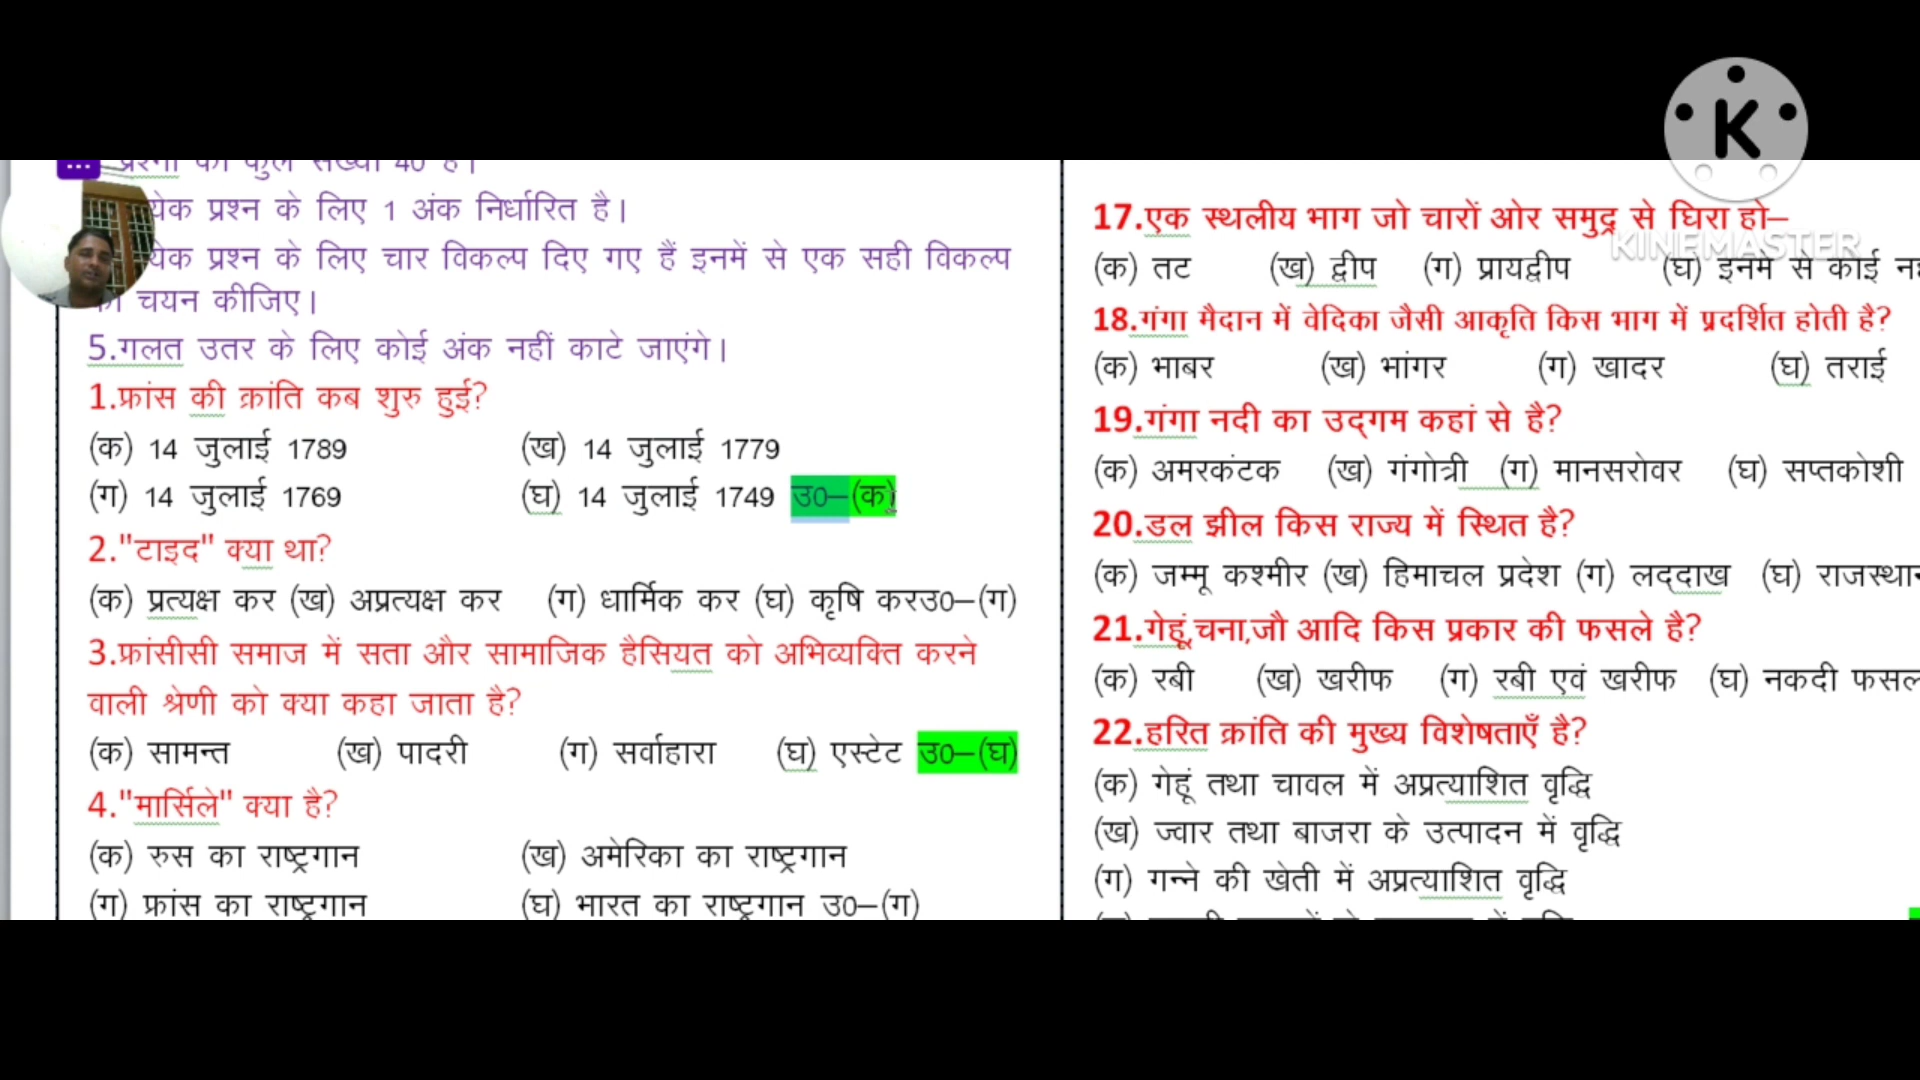 प्रश्नों की कुल संख्या 40 है।
येक प्रश्न के लिए 1 अंक निर्धारित है।
येक प्रश्न के लिए चार विकल्प दिए गए हैं इनमें से एक सही विकल्प
चयन कीजिए।
5.गलत उतर के लिए कोई अंक नहीं काटे जाएंगे।
1.फ्रांस की क्रांति कब शुरु हुई?
(क) 14 जुलाई 1789 (ख) 14 जुलाई 1779
(ग) 14 जुलाई 1769 (घ) 14 जुलाई 1749 उ0–(क)
2."टाइद" क्या था?
(क) प्रत्यक्ष कर (ख) अप्रत्यक्ष कर (ग) धार्मिक कर (घ) कृषि करउ0–(ग)
3.फ्रांसीसी समाज में सता और सामाजिक हैसियत को अभिव्यक्ति करने
वाली श्रेणी को क्या कहा जाता है?
(क) सामन्त (ख) पादरी (ग) सर्वाहारा (घ) एस्टेट उ0–(घ)
4."मार्सिले" क्या है?
(क) रुस का राष्ट्रगान (ख) अमेरिका का राष्ट्रगान
(ग) फ्रांस का राष्ट्रगान (घ) भारत का राष्ट्रगान उ0–(ग)
17.एक स्थलीय भाग जो चारों ओर समुद्र से घिरा हो–
(क) तट (ख) द्वीप (ग) प्रायद्वीप (घ) इनमें से कोई
18.गंगा मैदान में वेदिका जैसी आकृति किस भाग में प्रदर्शित होती है?
(क) भाबर (ख) भांगर (ग) खादर (घ) तराई
19.गंगा नदी का उद्गम कहां से है?
(क) अमरकंटक (ख) गंगोत्री (ग) मानसरोवर (घ) सप्तकोशी
20.डल झील किस राज्य में स्थित है?
(क) जम्मू कश्मीर (ख) हिमाचल प्रदेश (ग) लद्दाख (घ) राजस्थान
21.गेहूं,चना,जौ आदि किस प्रकार की फसले है?
(क) रबी (ख) खरीफ (ग) रबी एवं खरीफ (घ) नकदी फसल
22.हरित क्रांति की मुख्य विशेषताएँ है?
(क) गेहूं तथा चावल में अप्रत्याशित वृद्धि
(ख) ज्वार तथा बाजरा के उत्पादन में वृद्धि
(ग) गन्ने की खेती में अप्रत्याशित वृद्धि
K
KINEMASTER